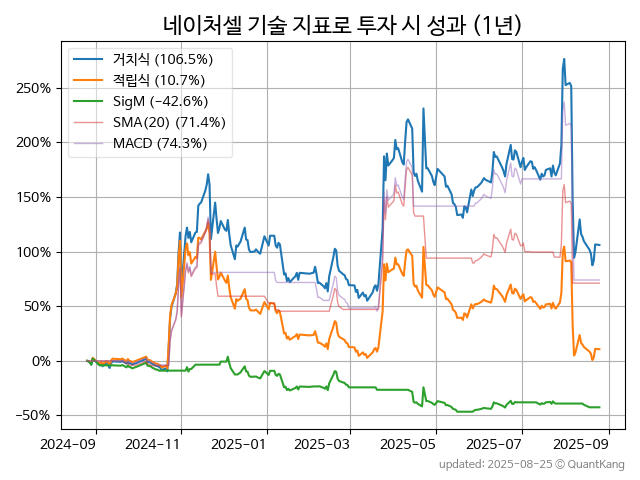 네이처셀 기술 지표로 투자 시 성과 (1년)
거치식 (106.5%)
적립식 (10.7%)
SigM (−42.6%)
SMA(20) (71.4%)
MACD (74.3%)
250%
200%
150%
100%
50%
0%
−50%
2024-09 2024-11 2025-01 2025-03 2025-05 2025-07 2025-09
updated: 2025-08-25 © QuantKang